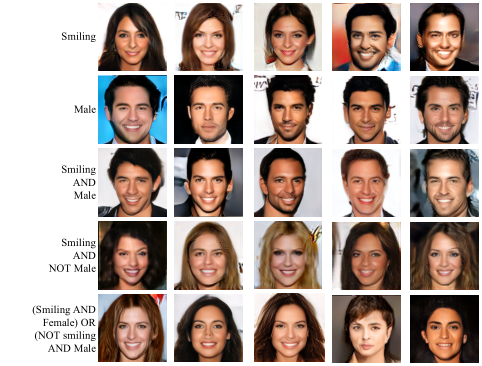 Smiling
Male
Smiling
AND
Male
Smiling
AND
NOT Male
(Smiling AND
Female) OR
(NOT smiling
AND Male